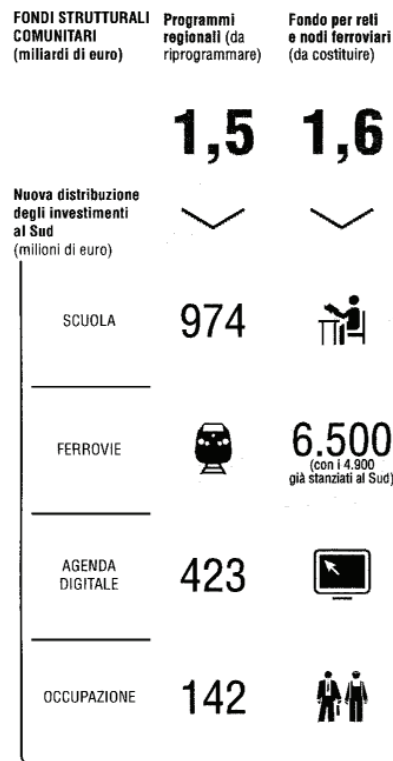 FONDI STRUTTURALI
COMUNITARI
(miliardi di euro)
Programmi
regionali (da
riprogrammare)
Fondo per reti
e nodi ferroviari
(da costituire)
1,5
1,6
Nuova distribuzione
degli investimenti
al Sud
(milioni di euro)
SCUOLA
974
FERROVIE
6.500
(con i 4.900
già stanziati al Sud)
AGENDA
DIGITALE
423
OCCUPAZIONE
142